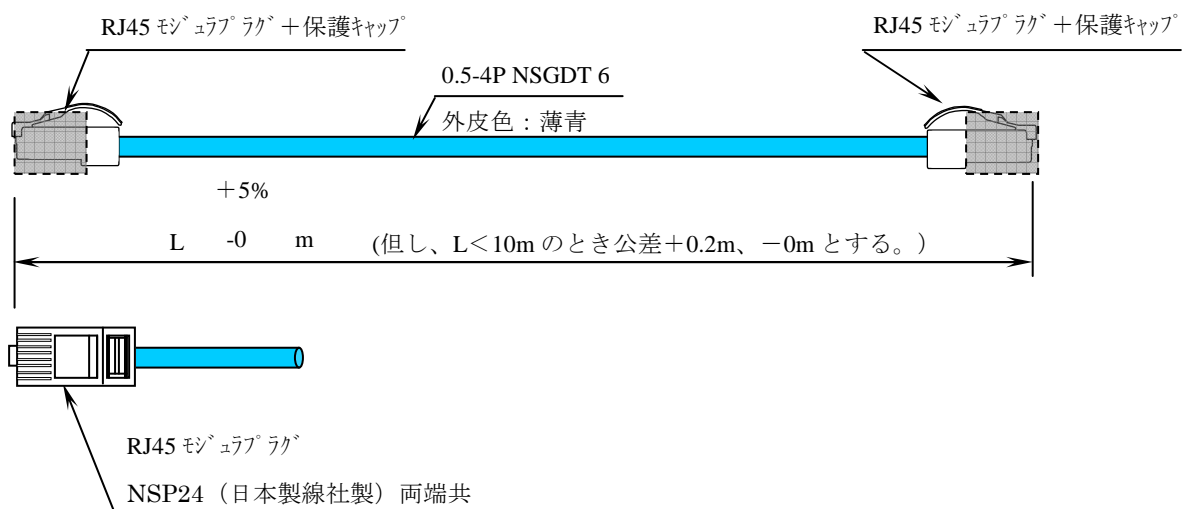 RJ45 ﾓｼﾞｭﾗﾌﾟﾗｸﾞ＋保護ｷｬｯﾌﾟ
RJ45 ﾓｼﾞｭﾗﾌﾟﾗｸﾞ＋保護ｷｬｯﾌﾟ
0.5-4P NSGDT 6
外皮色：薄青
＋5%
L -0 m (但し、L＜10m のとき公差＋0.2m、－0m とする。）
RJ45 ﾓｼﾞｭﾗﾌﾟﾗｸﾞ
NSP24（日本製線社製）両端共